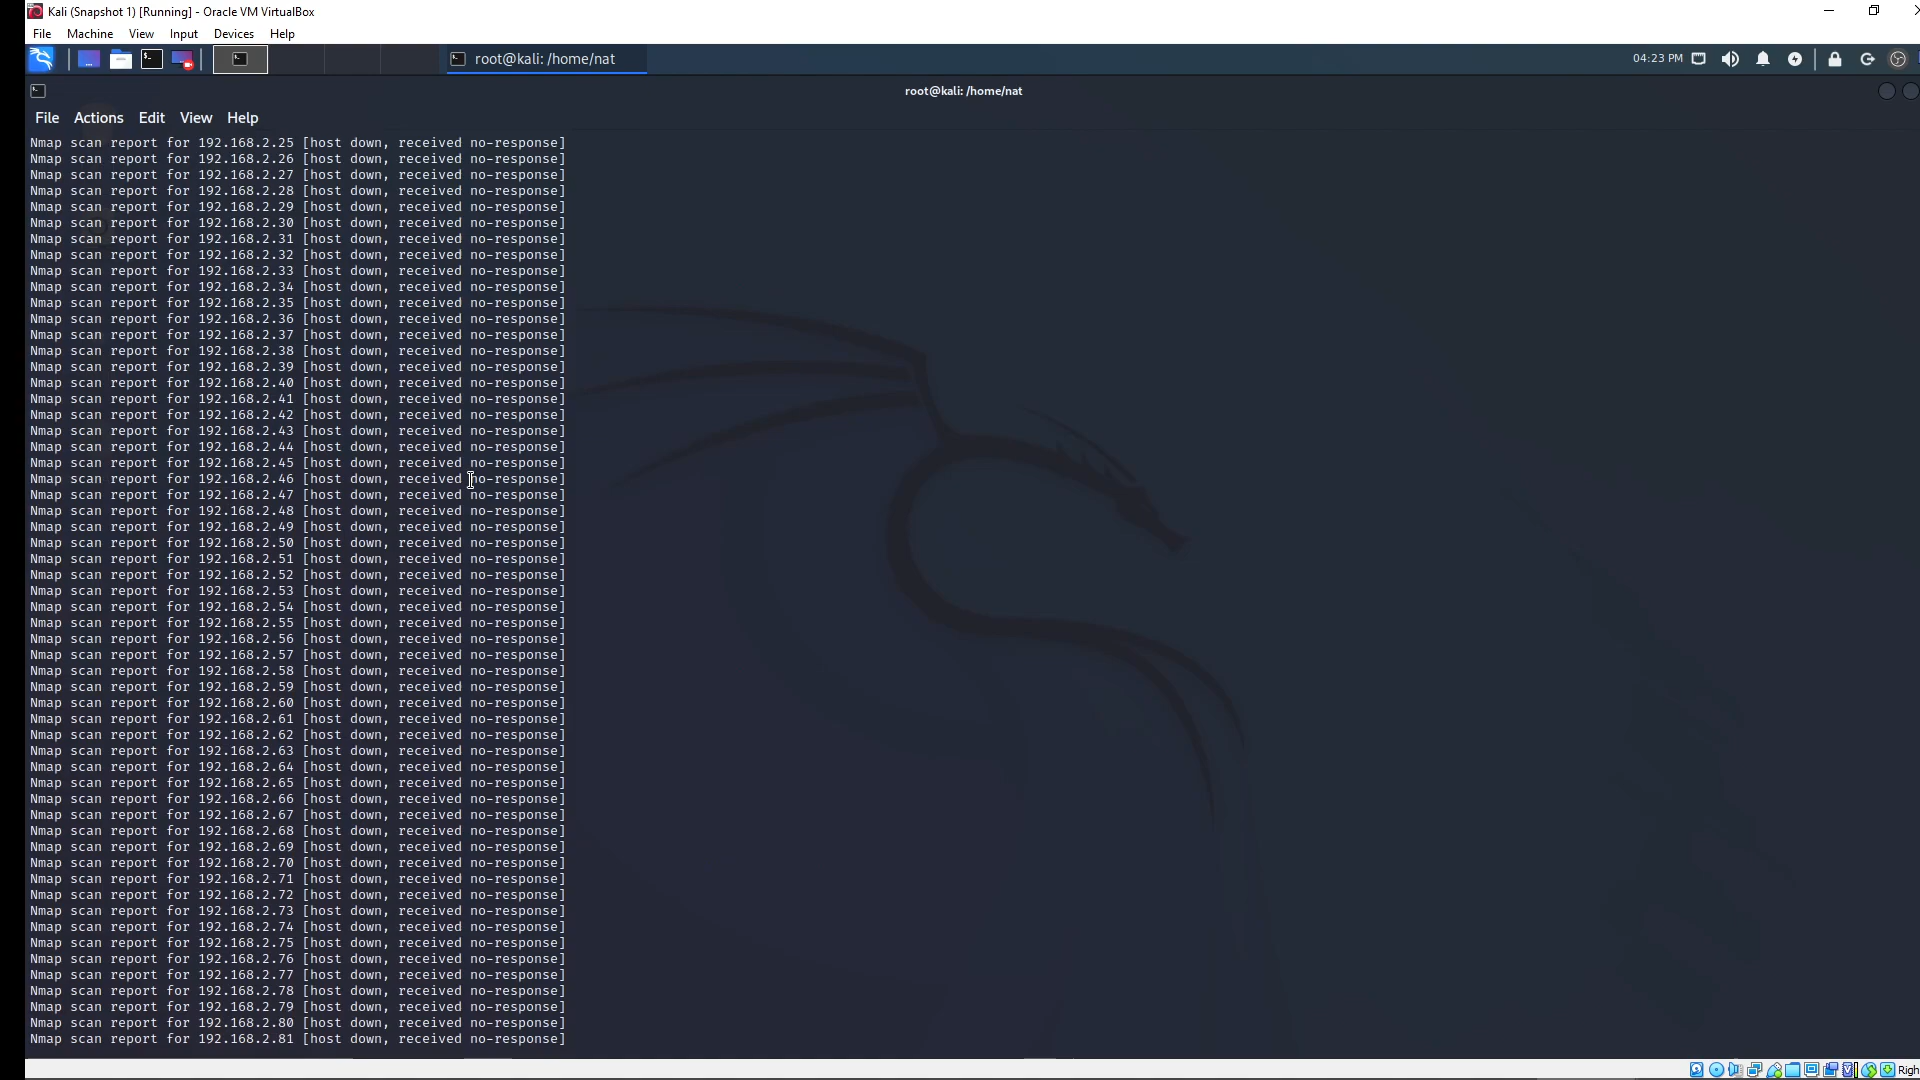 Kali (Snapshot 1) [Running] - Oracle VM VirtualBox
File Machine View Input Devices Help
root@kali: /home/nat
04:23 PM
root@kali: /home/nat
File Actions Edit View Help
Nmap scan report for 192.168.2.25 [host down, received no-response]
Nmap scan report for 192.168.2.26 [host down, received no-response]
Nmap scan report for 192.168.2.27 [host down, received no-response]
Nmap scan report for 192.168.2.28 [host down, received no-response]
Nmap scan report for 192.168.2.29 [host down, received no-response]
Nmap scan report for 192.168.2.30 [host down, received no-response]
Nmap scan report for 192.168.2.31 [host down, received no-response]
Nmap scan report for 192.168.2.32 [host down, received no-response]
Nmap scan report for 192.168.2.33 [host down, received no-response]
Nmap scan report for 192.168.2.34 [host down, received no-response]
Nmap scan report for 192.168.2.35 [host down, received no-response]
Nmap scan report for 192.168.2.36 [host down, received no-response]
Nmap scan report for 192.168.2.37 [host down, received no-response]
Nmap scan report for 192.168.2.38 [host down, received no-response]
Nmap scan report for 192.168.2.39 [host down, received no-response]
Nmap scan report for 192.168.2.40 [host down, received no-response]
Nmap scan report for 192.168.2.41 [host down, received no-response]
Nmap scan report for 192.168.2.42 [host down, received no-response]
Nmap scan report for 192.168.2.43 [host down, received no-response]
Nmap scan report for 192.168.2.44 [host down, received no-response]
Nmap scan report for 192.168.2.45 [host down, received no-response]
Nmap scan report for 192.168.2.46 [host down, received no-response]
Nmap scan report for 192.168.2.47 [host down, received no-response]
Nmap scan report for 192.168.2.48 [host down, received no-response]
Nmap scan report for 192.168.2.49 [host down, received no-response]
Nmap scan report for 192.168.2.50 [host down, received no-response]
Nmap scan report for 192.168.2.51 [host down, received no-response]
Nmap scan report for 192.168.2.52 [host down, received no-response]
Nmap scan report for 192.168.2.53 [host down, received no-response]
Nmap scan report for 192.168.2.54 [host down, received no-response]
Nmap scan report for 192.168.2.55 [host down, received no-response]
Nmap scan report for 192.168.2.56 [host down, received no-response]
Nmap scan report for 192.168.2.57 [host down, received no-response]
Nmap scan report for 192.168.2.58 [host down, received no-response]
Nmap scan report for 192.168.2.59 [host down, received no-response]
Nmap scan report for 192.168.2.60 [host down, received no-response]
Nmap scan report for 192.168.2.61 [host down, received no-response]
Nmap scan report for 192.168.2.62 [host down, received no-response]
Nmap scan report for 192.168.2.63 [host down, received no-response]
Nmap scan report for 192.168.2.64 [host down, received no-response]
Nmap scan report for 192.168.2.65 [host down, received no-response]
Nmap scan report for 192.168.2.66 [host down, received no-response]
Nmap scan report for 192.168.2.67 [host down, received no-response]
Nmap scan report for 192.168.2.68 [host down, received no-response]
Nmap scan report for 192.168.2.69 [host down, received no-response]
Nmap scan report for 192.168.2.70 [host down, received no-response]
Nmap scan report for 192.168.2.71 [host down, received no-response]
Nmap scan report for 192.168.2.72 [host down, received no-response]
Nmap scan report for 192.168.2.73 [host down, received no-response]
Nmap scan report for 192.168.2.74 [host down, received no-response]
Nmap scan report for 192.168.2.75 [host down, received no-response]
Nmap scan report for 192.168.2.76 [host down, received no-response]
Nmap scan report for 192.168.2.77 [host down, received no-response]
Nmap scan report for 192.168.2.78 [host down, received no-response]
Nmap scan report for 192.168.2.79 [host down, received no-response]
Nmap scan report for 192.168.2.80 [host down, received no-response]
Nmap scan report for 192.168.2.81 [host down, received no-response]
Righ